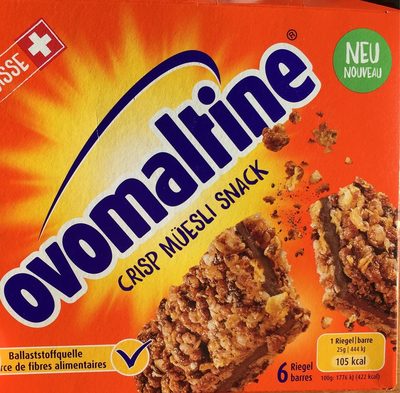 SSE
NEU
NOUVEAU
ovomaltine®
CRISP MÜESLI SNACK
Ballaststoffquelle
rce de fibres alimentaires
6 Riegel
barres
1 Riegel|barre
25g | 444 kJ
105 kcal
100g: 1776 kJ (422 kcal)